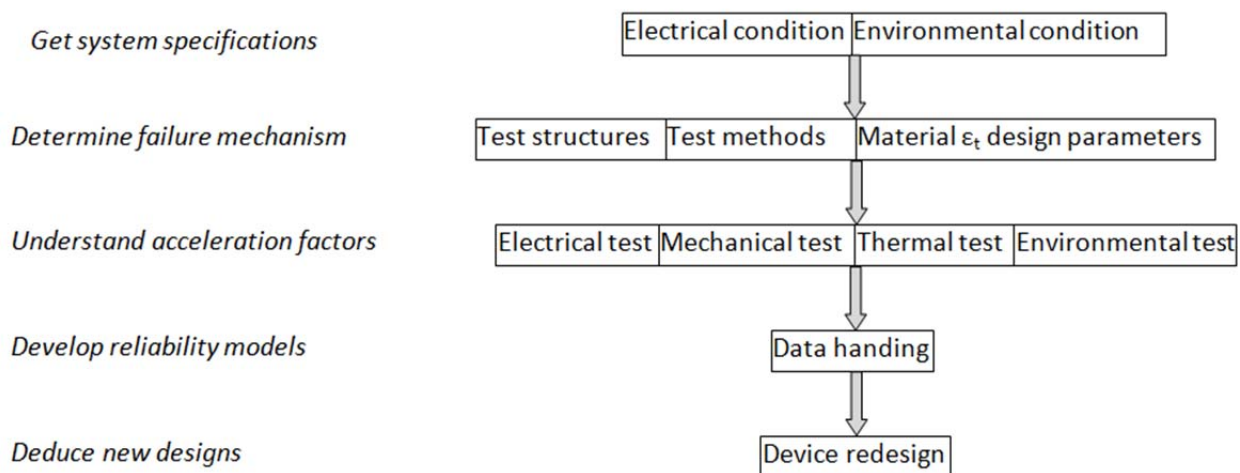 Get system specifications
Electrical condition Environmental condition
Determine failure mechanism
Test structures Test methods Material εt design parameters
Understand acceleration factors
Electrical test Mechanical test Thermal test Environmental test
Develop reliability models
Data handing
Deduce new designs
Device redesign